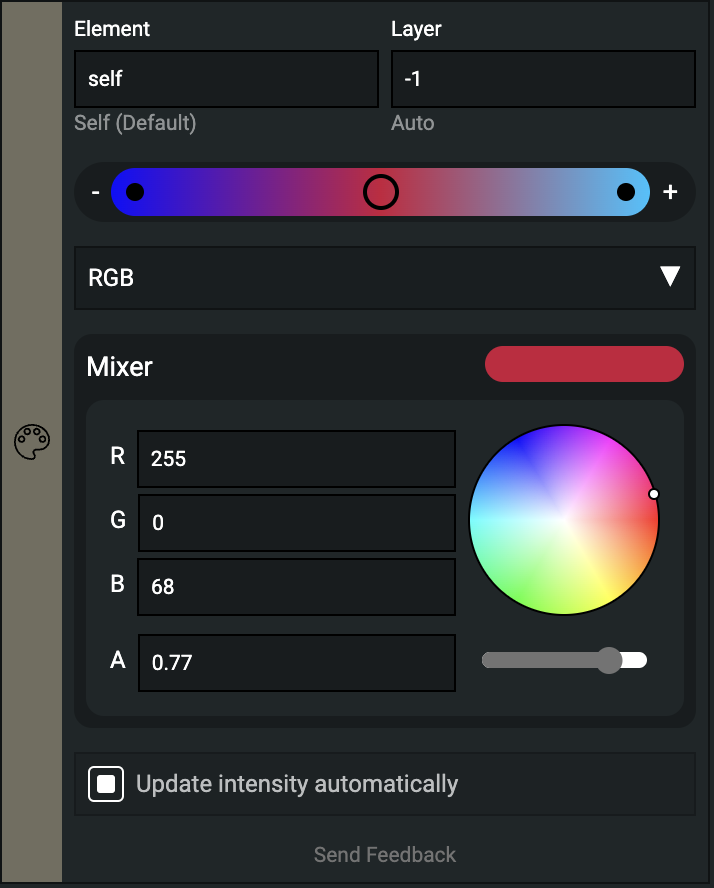 Element
Layer
self
-1
Self (Default)
Auto
- +
RGB
Mixer
R 255
G 0
B 68
A 0.77
Update intensity automatically
Send Feedback